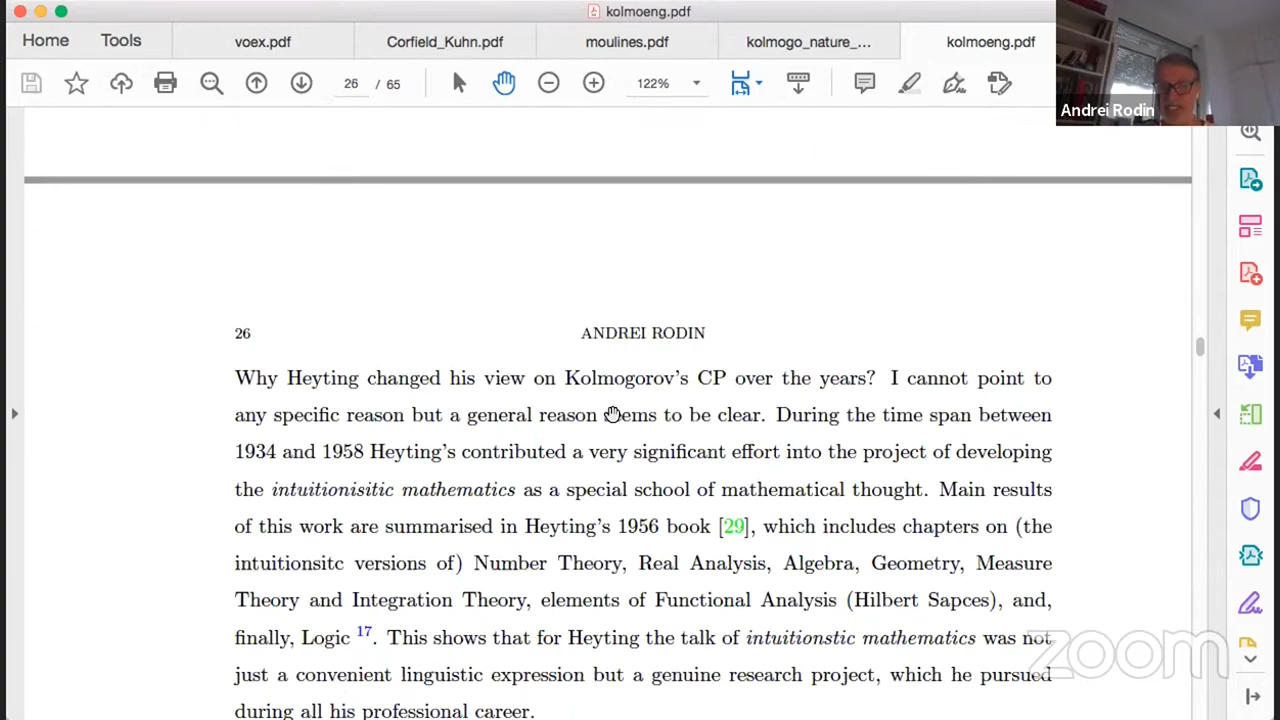 kolmoeng.pdf
Home Tools voex.pdf Corfield_Kuhn.pdf moulines.pdf kolmogo_nature_... kolmoeng.pdf
26 / 65 122%
Andrei Rodin
26 ANDREI RODIN
Why Heyting changed his view on Kolmogorov's CP over the years? I cannot point to
any specific reason but a general reason seems to be clear. During the time span between
1934 and 1958 Heyting's contributed a very significant effort into the project of developing
the intuitionisitic mathematics as a special school of mathematical thought. Main results
of this work are summarised in Heyting's 1956 book [29], which includes chapters on (the
intuitionsitc versions of) Number Theory, Real Analysis, Algebra, Geometry, Measure
Theory and Integration Theory, elements of Functional Analysis (Hilbert Sapces), and,
finally, Logic 17. This shows that for Heyting the talk of intuitionstic mathematics was not
just a convenient linguistic expression but a genuine research project, which he pursued
during all his professional career.
zoom